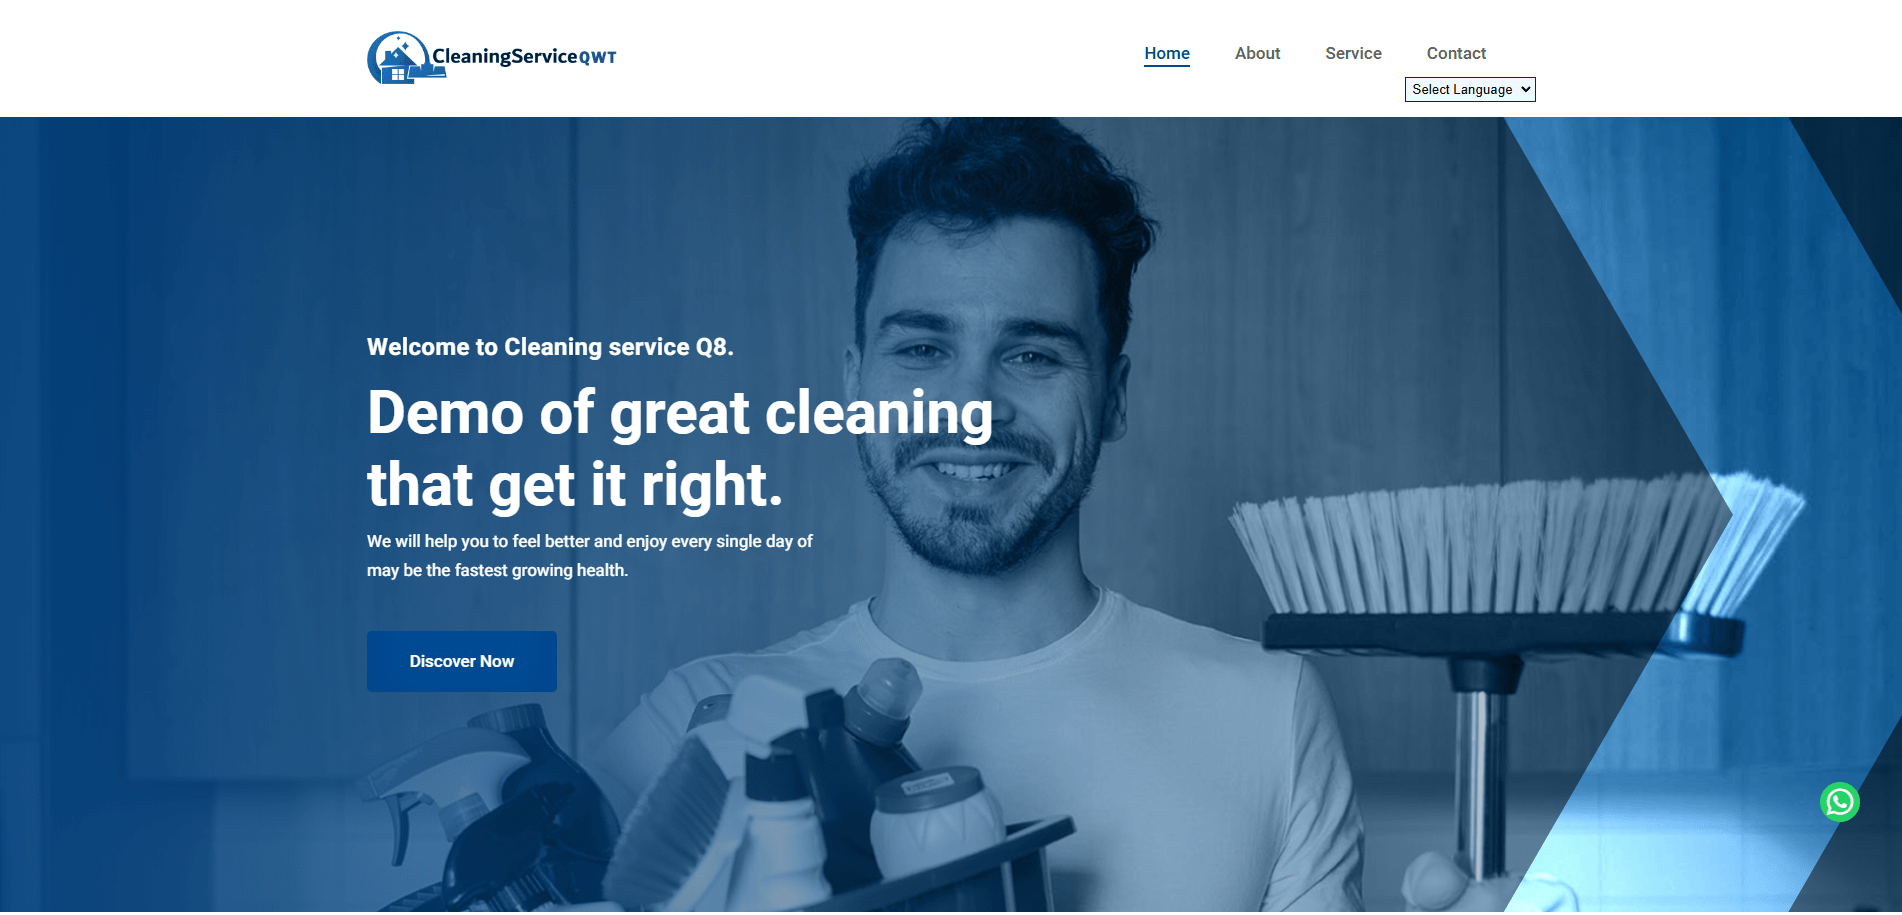 CleaningServiceQWT
Home
About
Service
Contact
Select Language
Welcome to Cleaning service Q8.
Demo of great cleaning
that get it right.
We will help you to feel better and enjoy every single day of
may be the fastest growing health.
Discover Now